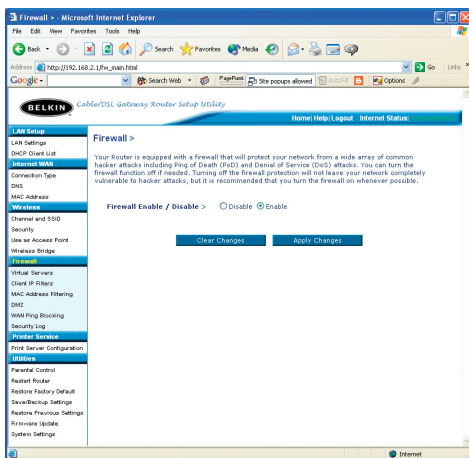 Firewall > - Microsoft Internet Explorer
File Edit View Favorites Tools Help
Back Search Favorites Media
Address http://192.168.2.1/fw_main.html Go Links
Google Search Web PageRank Site popups allowed AutoFill Options
BELKIN Cable/DSL Gateway Router Setup Utility
Home|Help|Logout Internet Status:
LAN Setup
LAN Settings
DHCP Client List
Internet WAN
Connection Type
DNS
MAC Address
Wireless
Channel and SSID
Security
Use as Access Point
Wireless Bridge
Firewall
Virtual Servers
Client IP Filters
MAC Address Filtering
DMZ
WAN Ping Blocking
Security Log
Printer Service
Print Server Configuration
Utilities
Parental Control
Restart Router
Restore Factory Default
Save/Backup Settings
Restore Previous Settings
Firmware Update
System Settings
Firewall >
Your Router is equipped with a firewall that will protect your network from a wide array of common
hacker attacks including Ping of Death (PoD) and Denial of Service (DoS) attacks. You can turn the
firewall function off if needed. Turning off the firewall protection will not leave your network completely
vulnerable to hacker attacks, but it is recommended that you turn the firewall on whenever possible.
Firewall Enable / Disable > Disable Enable
Clear Changes Apply Changes
Internet